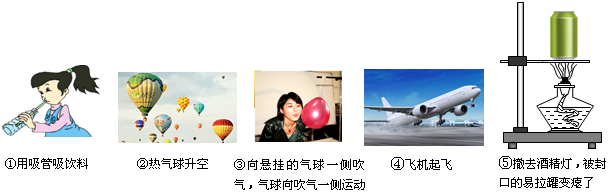 ①用吸管吸饮料
②热气球升空
③向悬挂的气球一侧吹
气，气球向吹气一侧运动
④飞机起飞
⑤撤去酒精灯，被封
口的易拉罐变瘪了